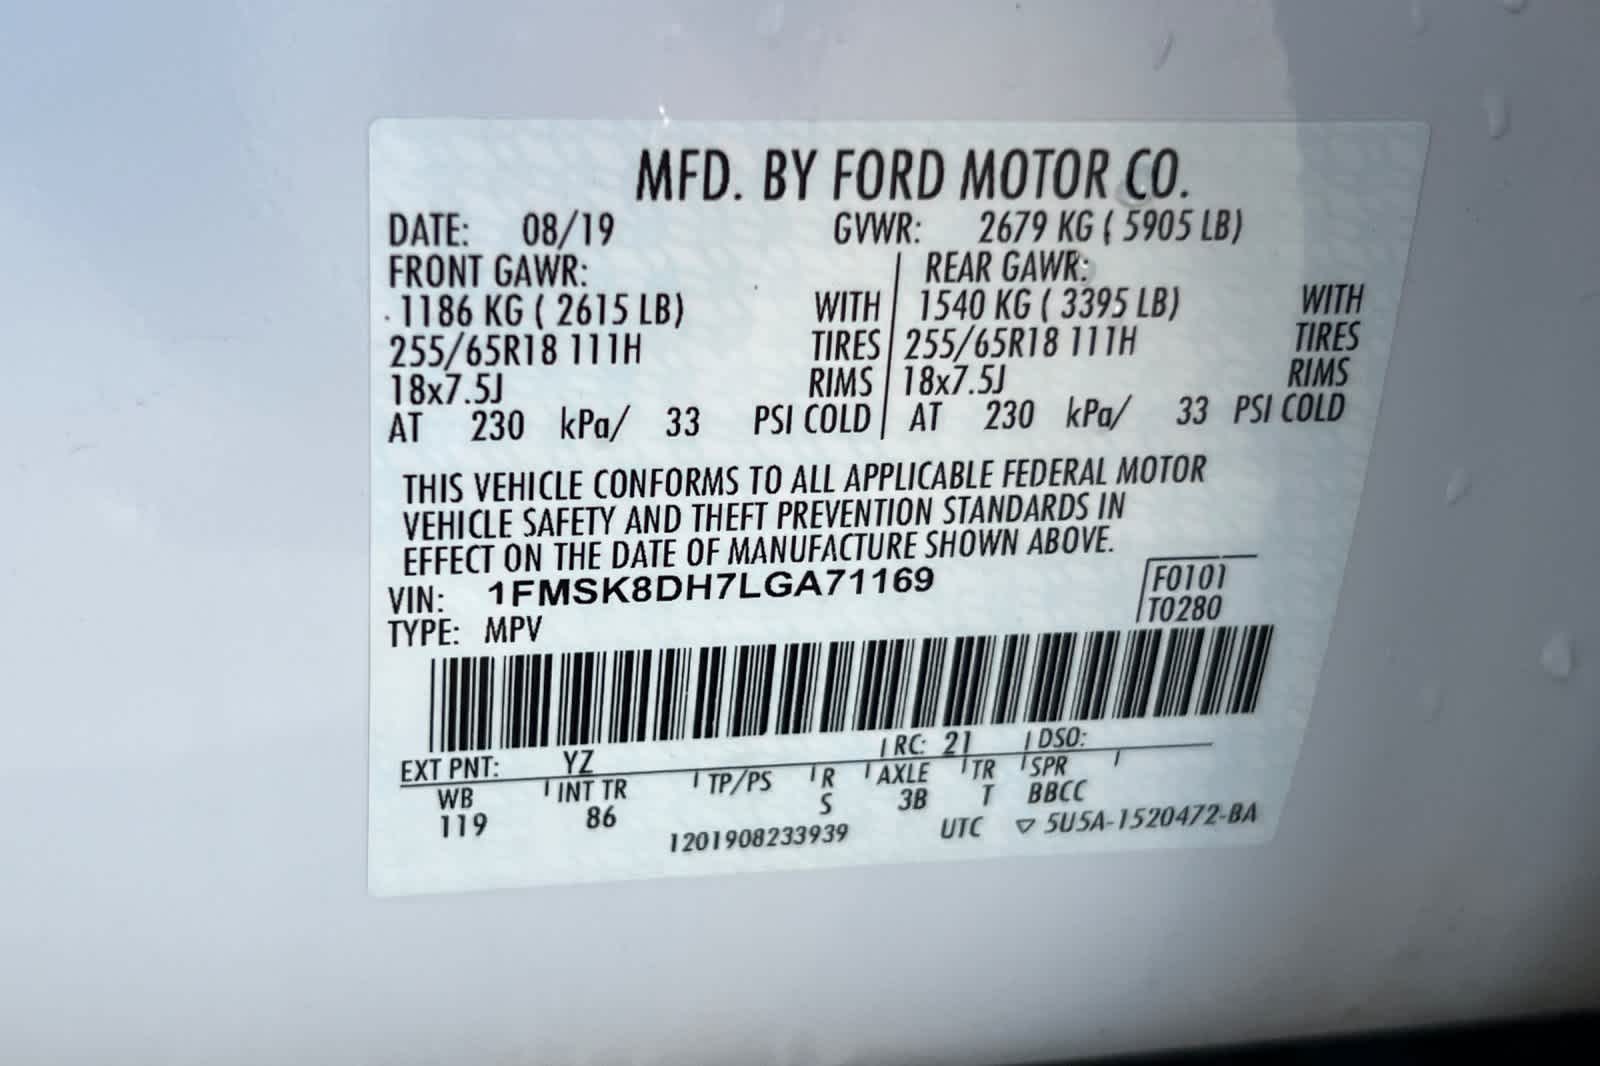 MFD. BY FORD MOTOR CO.
DATE: 08/19 GVWR: 2679 KG ( 5905 LB)
FRONT GAWR: REAR GAWR:
1186 KG ( 2615 LB) WITH 1540 KG ( 3395 LB) WITH
255/65R18 111H TIRES 255/65R18 111H TIRES
18x7.5J RIMS 18x7.5J RIMS
AT 230 kPa/ 33 PSI COLD AT 230 kPa/ 33 PSI COLD
THIS VEHICLE CONFORMS TO ALL APPLICABLE FEDERAL MOTOR
VEHICLE SAFETY AND THEFT PREVENTION STANDARDS IN
EFFECT ON THE DATE OF MANUFACTURE SHOWN ABOVE.
VIN: 1FMSK8DH7LGA71169 F0101
TYPE: MPV T0280
EXT PNT: YZ RC: 21 DSO:
WB INT TR TP/PS R AXLE TR SPR
119 86 S 3B T BBCC
1201908233939 UTC ▽ 5U5A-1520472-BA